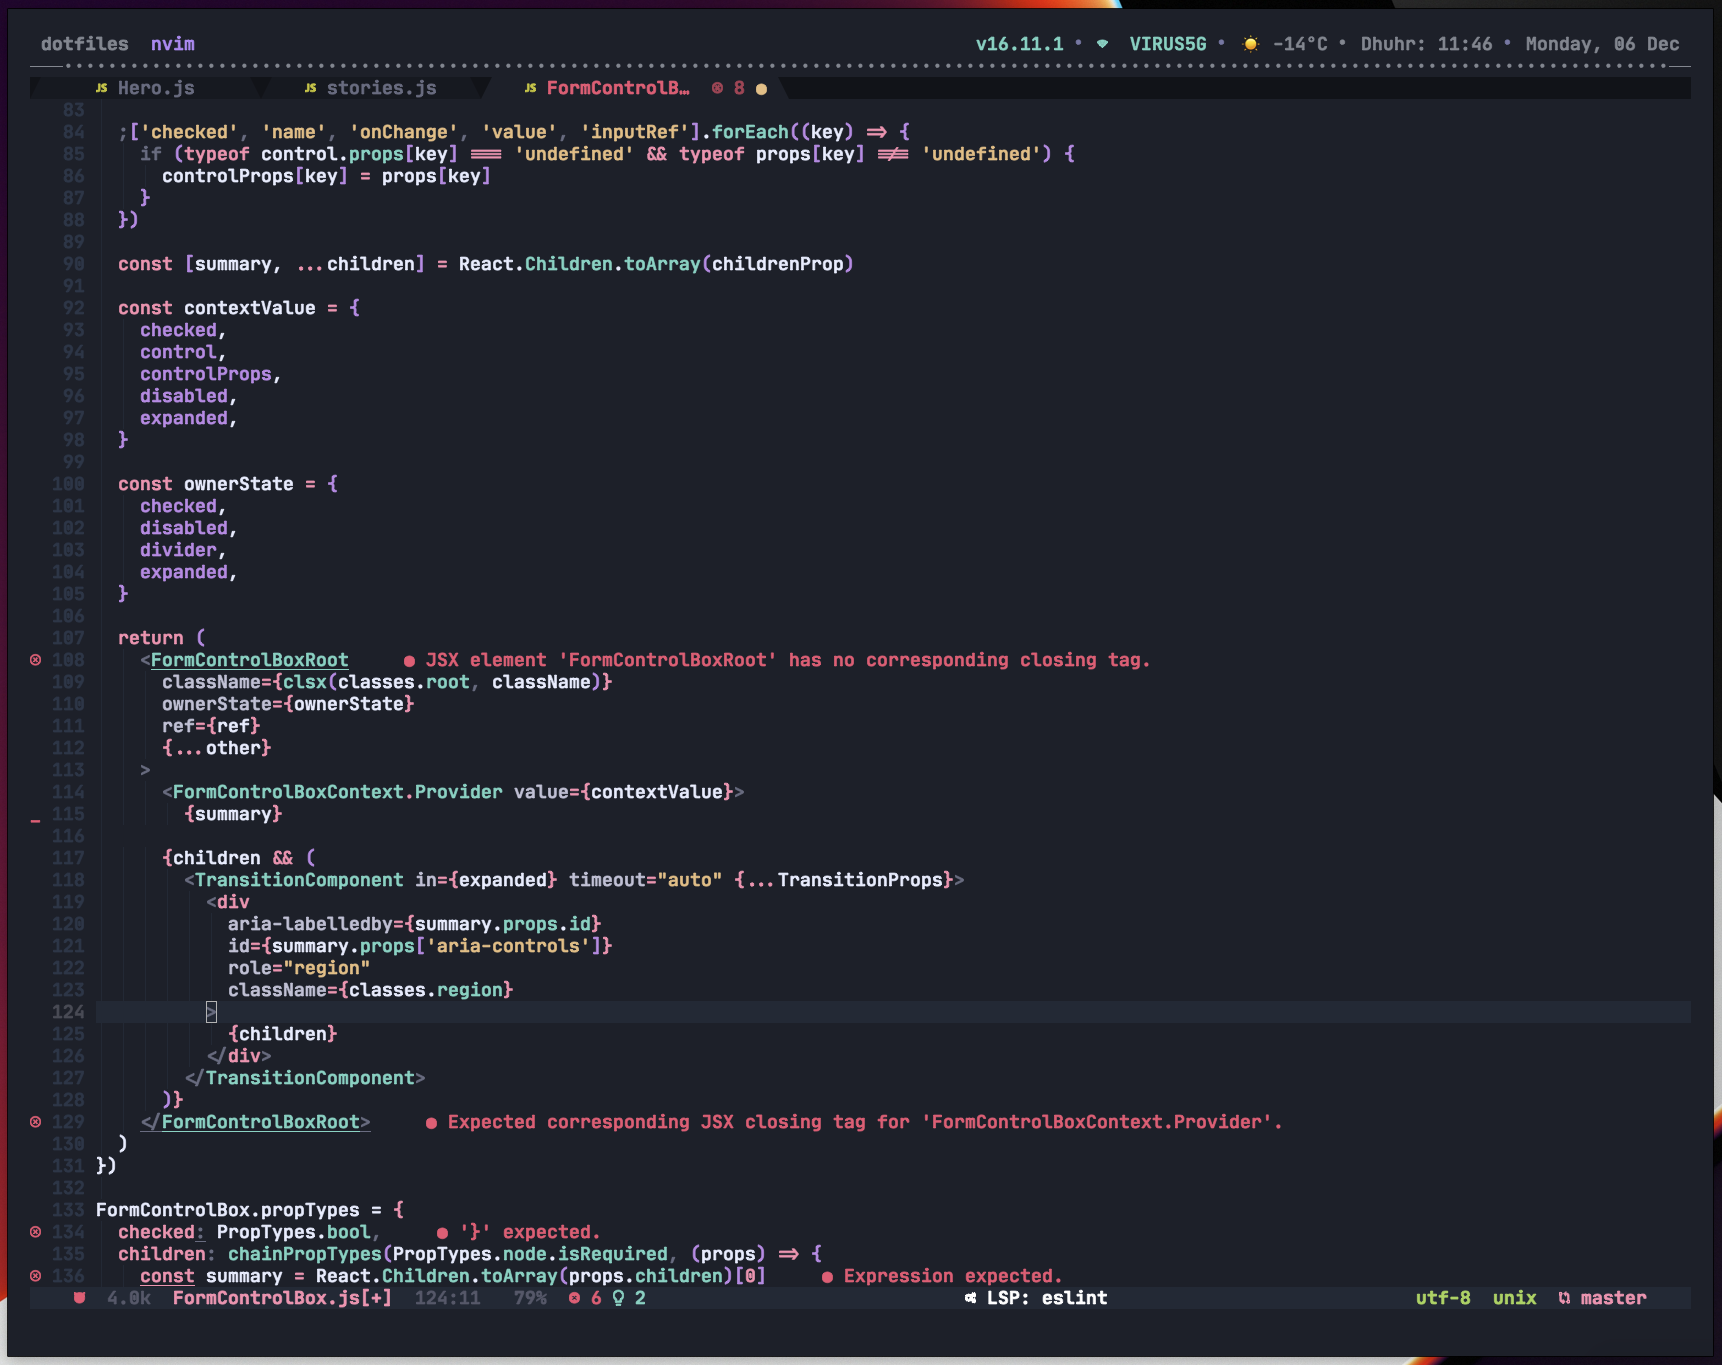 dotfiles nvim v16.11.1 • VIRUS5G • -14°C • Dhuhr: 11:46 • Monday, 06 Dec
JS Hero.js JS stories.js JS FormControlB… 8 ●
83
84 ;['checked', 'name', 'onChange', 'value', 'inputRef'].forEach((key) => {
85 if (typeof control.props[key] === 'undefined' && typeof props[key] !== 'undefined') {
86 controlProps[key] = props[key]
87 }
88 })
89
90 const [summary, ...children] = React.Children.toArray(childrenProp)
91
92 const contextValue = {
93 checked,
94 control,
95 controlProps,
96 disabled,
97 expanded,
98 }
99
100 const ownerState = {
101 checked,
102 disabled,
103 divider,
104 expanded,
105 }
106
107 return (
108 <FormControlBoxRoot ● JSX element 'FormControlBoxRoot' has no corresponding closing tag.
109 className={clsx(classes.root, className)}
110 ownerState={ownerState}
111 ref={ref}
112 {...other}
113 >
114 <FormControlBoxContext.Provider value={contextValue}>
115 {summary}
116
117 {children && (
118 <TransitionComponent in={expanded} timeout="auto" {...TransitionProps}>
119 <div
120 aria-labelledby={summary.props.id}
121 id={summary.props['aria-controls']}
122 role="region"
123 className={classes.region}
124 >
125 {children}
126 </div>
127 </TransitionComponent>
128 )}
129 </FormControlBoxRoot> ● Expected corresponding JSX closing tag for 'FormControlBoxContext.Provider'.
130 )
131 })
132
133 FormControlBox.propTypes = {
134 checked: PropTypes.bool, ● '}' expected.
135 children: chainPropTypes(PropTypes.node.isRequired, (props) => {
136 const summary = React.Children.toArray(props.children)[0] ● Expression expected.
4.0k FormControlBox.js[+] 124:11 79% 6 2 LSP: eslint utf-8 unix master